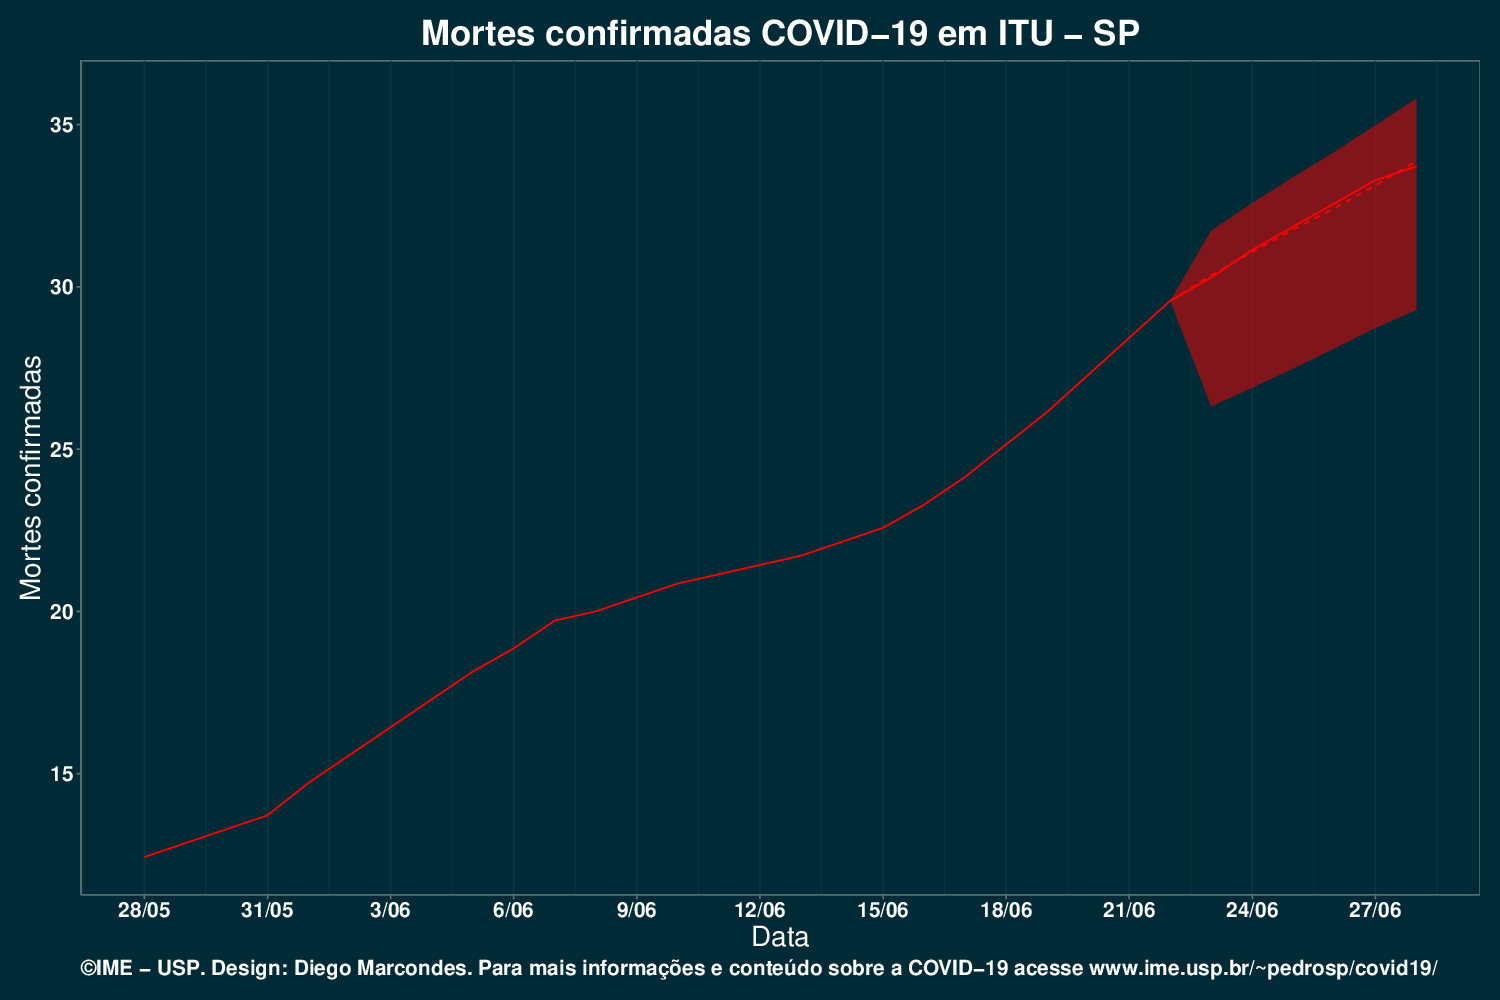 Mortes confirmadas COVID−19 em ITU − SP
Mortes confirmadas
35
30
25
20
15
28/05 31/05 3/06 6/06 9/06 12/06 15/06 18/06 21/06 24/06 27/06
Data
©IME − USP. Design: Diego Marcondes. Para mais informações e conteúdo sobre a COVID−19 acesse www.ime.usp.br/~pedrosp/covid19/